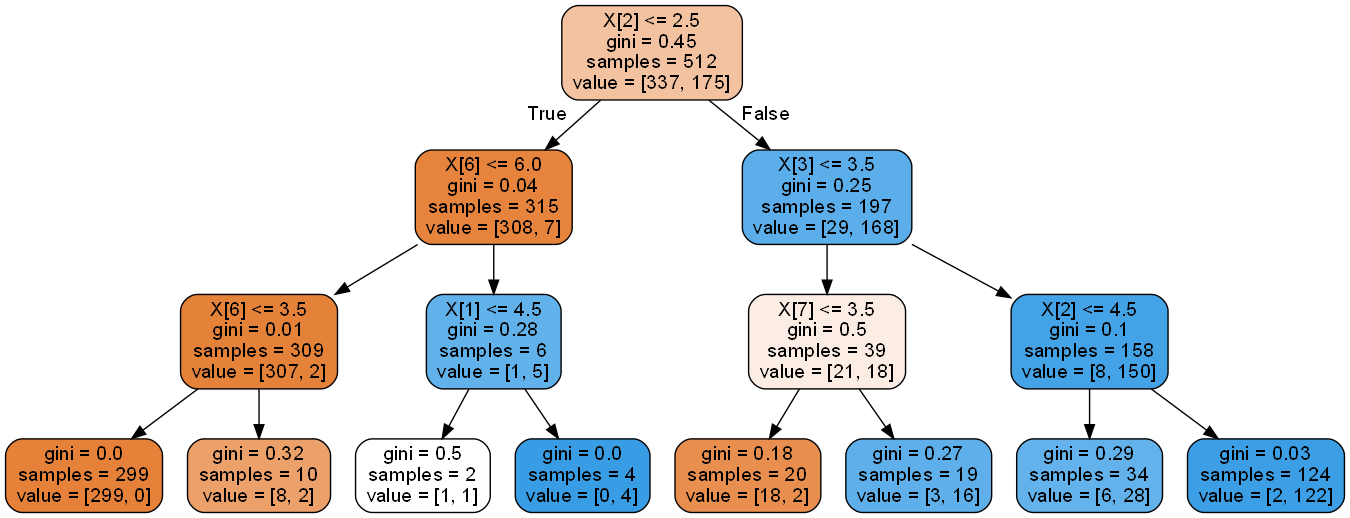 X[2] <= 2.5
gini = 0.45
samples = 512
value = [337, 175]
True
False
X[6] <= 6.0
gini = 0.04
samples = 315
value = [308, 7]
X[3] <= 3.5
gini = 0.25
samples = 197
value = [29, 168]
X[6] <= 3.5
gini = 0.01
samples = 309
value = [307, 2]
X[1] <= 4.5
gini = 0.28
samples = 6
value = [1, 5]
X[7] <= 3.5
gini = 0.5
samples = 39
value = [21, 18]
X[2] <= 4.5
gini = 0.1
samples = 158
value = [8, 150]
gini = 0.0
samples = 299
value = [299, 0]
gini = 0.32
samples = 10
value = [8, 2]
gini = 0.5
samples = 2
value = [1, 1]
gini = 0.0
samples = 4
value = [0, 4]
gini = 0.18
samples = 20
value = [18, 2]
gini = 0.27
samples = 19
value = [3, 16]
gini = 0.29
samples = 34
value = [6, 28]
gini = 0.03
samples = 124
value = [2, 122]